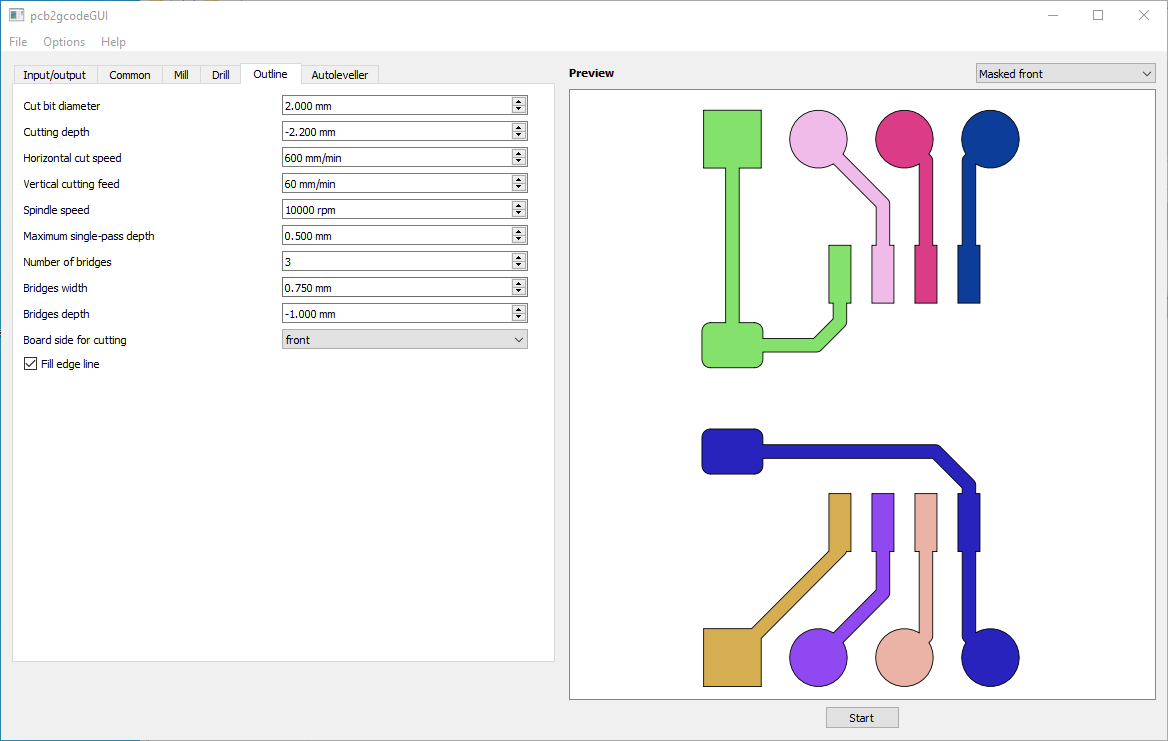 pcb2gcodeGUI
File Options Help
Input/output Common Mill Drill Outline Autoleveller
Cut bit diameter 2.000 mm
Cutting depth -2.200 mm
Horizontal cut speed 600 mm/min
Vertical cutting feed 60 mm/min
Spindle speed 10000 rpm
Maximum single-pass depth 0.500 mm
Number of bridges 3
Bridges width 0.750 mm
Bridges depth -1.000 mm
Board side for cutting front
Fill edge line
Preview Masked front
Start